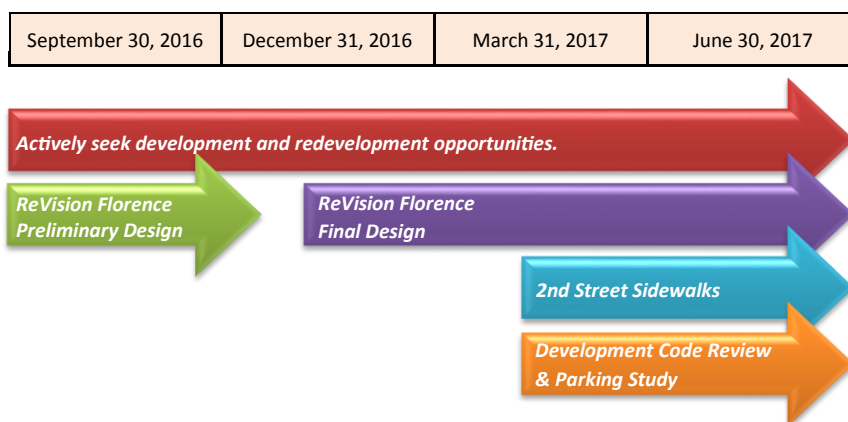 September 30, 2016
December 31, 2016
March 31, 2017
June 30, 2017
Actively seek development and redevelopment opportunities.
ReVision Florence
Preliminary Design
ReVision Florence
Final Design
2nd Street Sidewalks
Development Code Review
& Parking Study